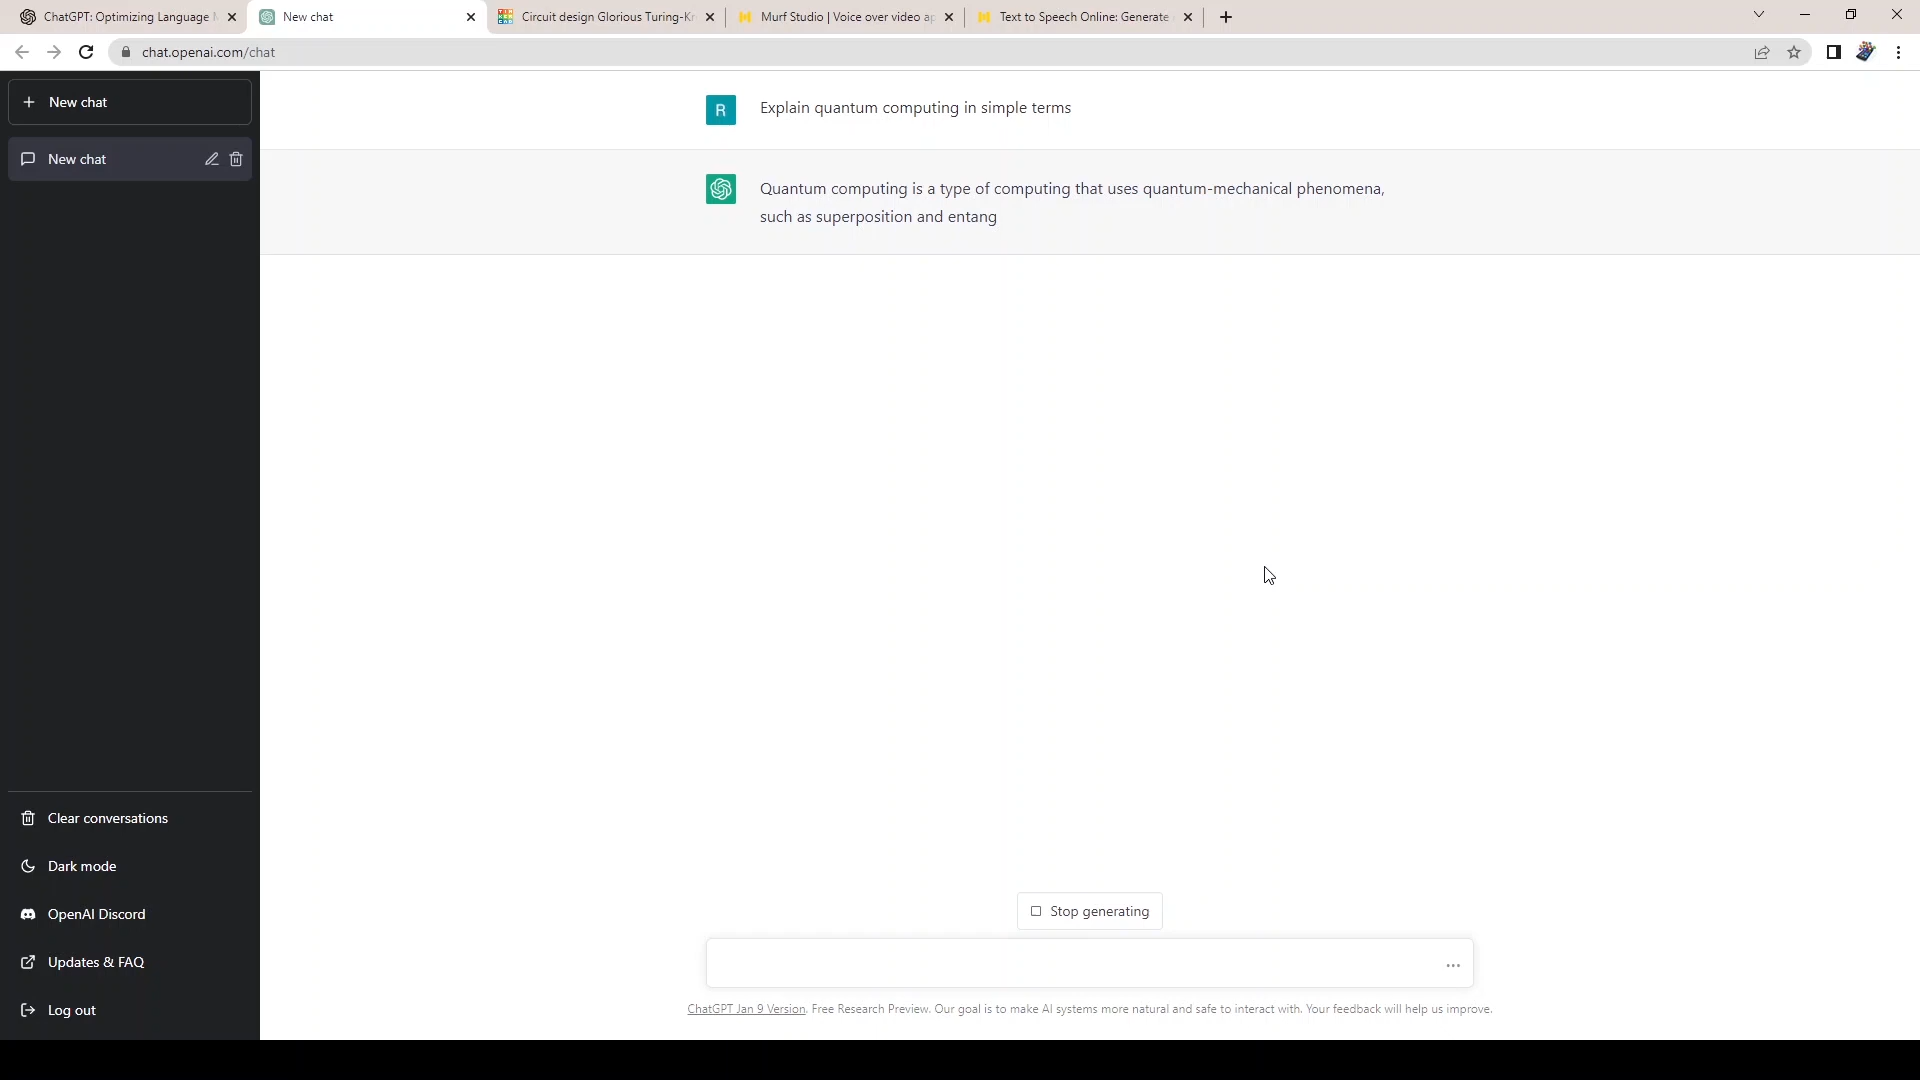 ChatGPT: Optimizing Language
New chat
Circuit design Glorious Turing-Kr
Murf Studio | Voice over video ap
Text to Speech Online: Generate
chat.openai.com/chat
New chat
New chat
R
Explain quantum computing in simple terms
Quantum computing is a type of computing that uses quantum-mechanical phenomena,
such as superposition and entang
Clear conversations
Dark mode
OpenAI Discord
Updates & FAQ
Log out
Stop generating
ChatGPT Jan 9 Version. Free Research Preview. Our goal is to make AI systems more natural and safe to interact with. Your feedback will help us improve.